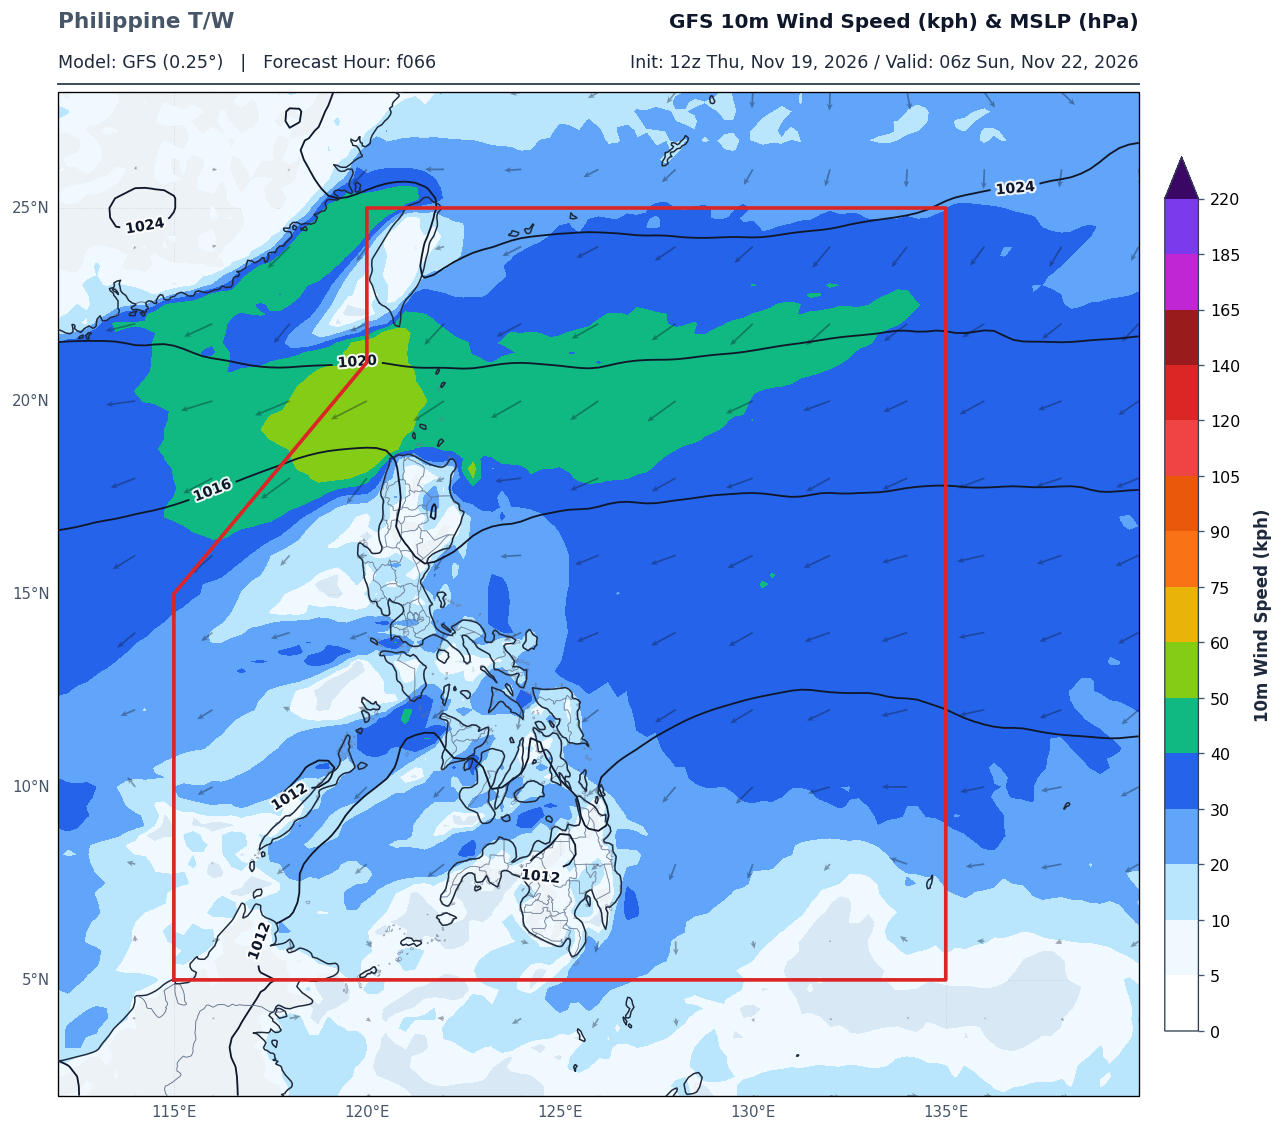 Philippine T/W
GFS 10m Wind Speed (kph) & MSLP (hPa)
Model: GFS (0.25°) | Forecast Hour: f066
Init: 12z Thu, Nov 19, 2026 / Valid: 06z Sun, Nov 22, 2026
1024
1024
1020
1016
1012
1012
1012
25°N
20°N
15°N
10°N
5°N
115°E
120°E
125°E
130°E
135°E
220
185
165
140
120
105
90
75
60
50
40
30
20
10
5
0
10m Wind Speed (kph)